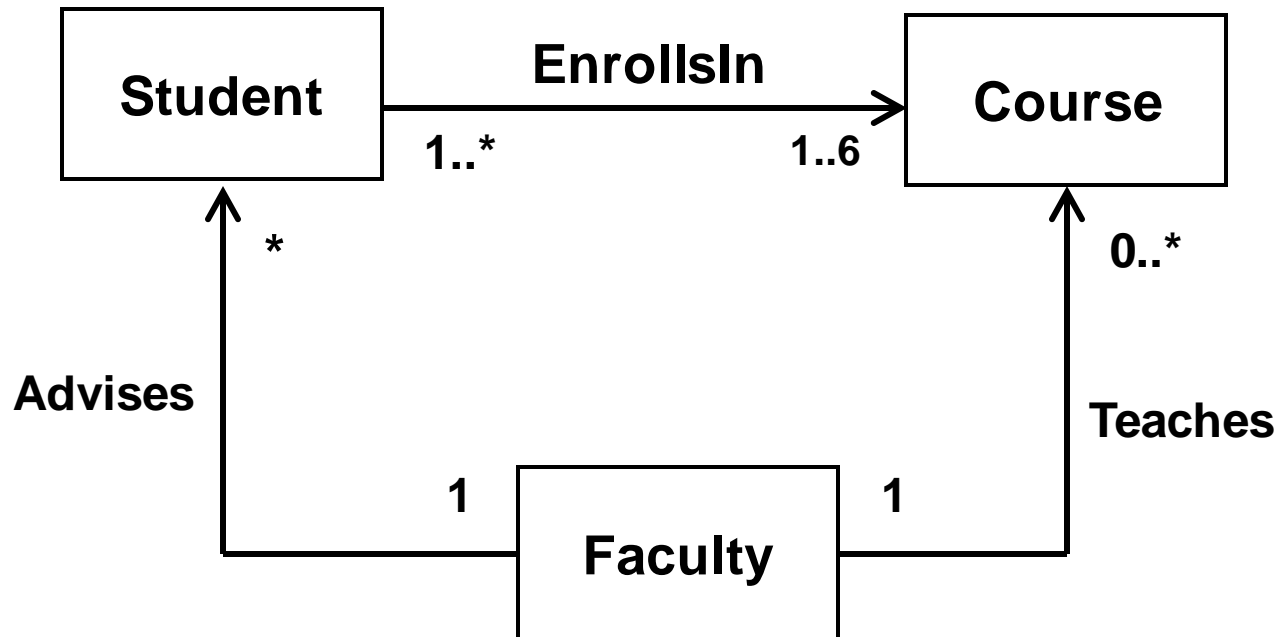 EnrollsIn
Student
Course
1..*
1..6
*
0..*
Advises
Teaches
1
1
Faculty